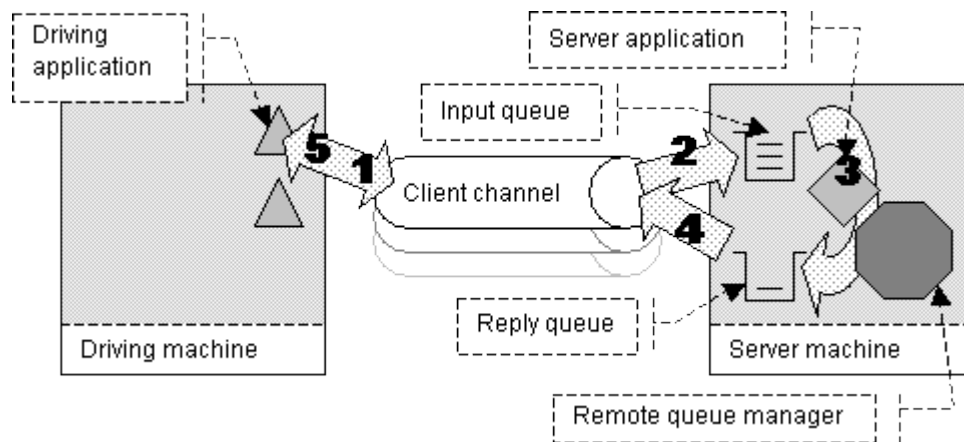 Driving
application
Server application
Input queue
5
1
2
3
4
Client channel
Reply queue
Driving machine
Server machine
Remote queue manager